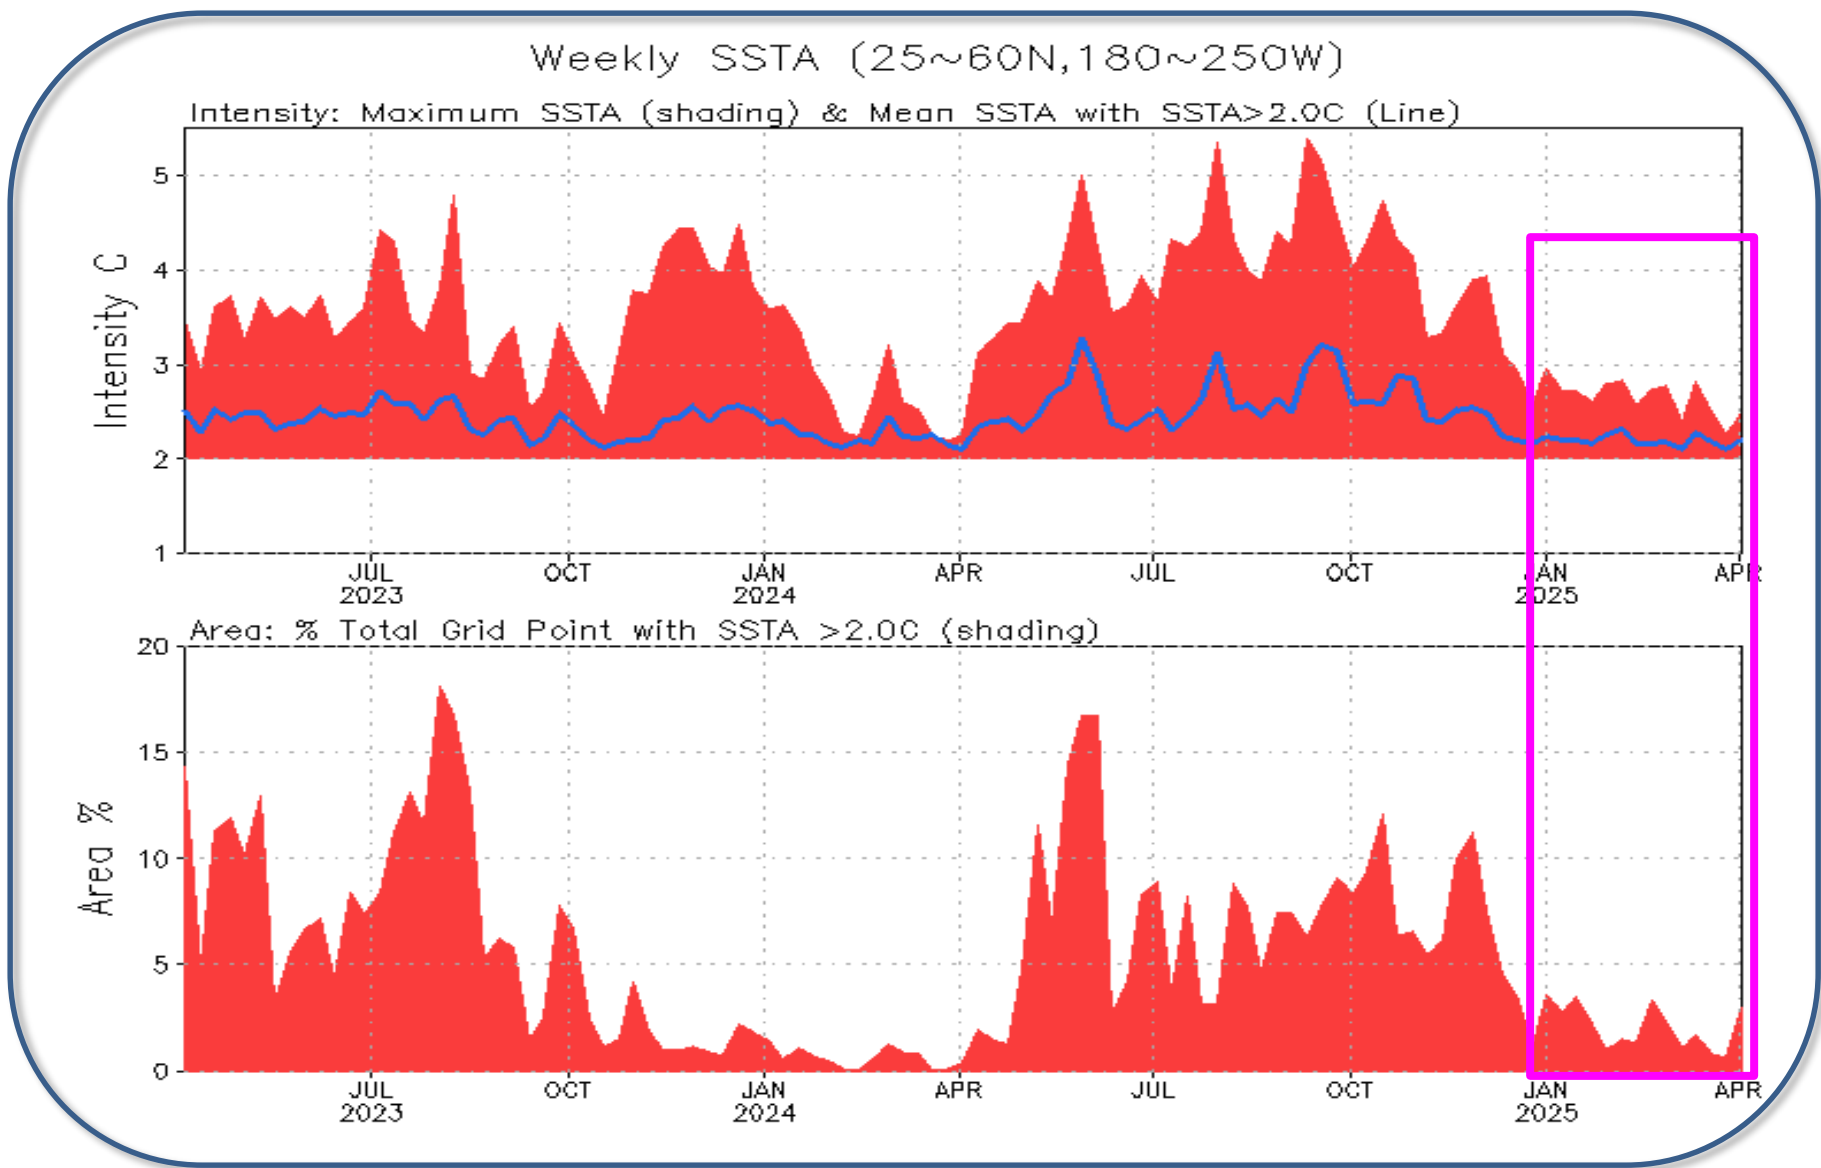 Weekly SSTA (25~60N,180~250W)
Intensity: Maximum SSTA (shading) & Mean SSTA with SSTA>2.0C (Line)
Intensity C
5
4
3
2
1
JUL OCT JAN APR JUL OCT JAN APR
2023 2024 2025
Area: % Total Grid Point with SSTA >2.0C (shading)
Area %
20
15
10
5
0
JUL OCT JAN APR JUL OCT JAN APR
2023 2024 2025